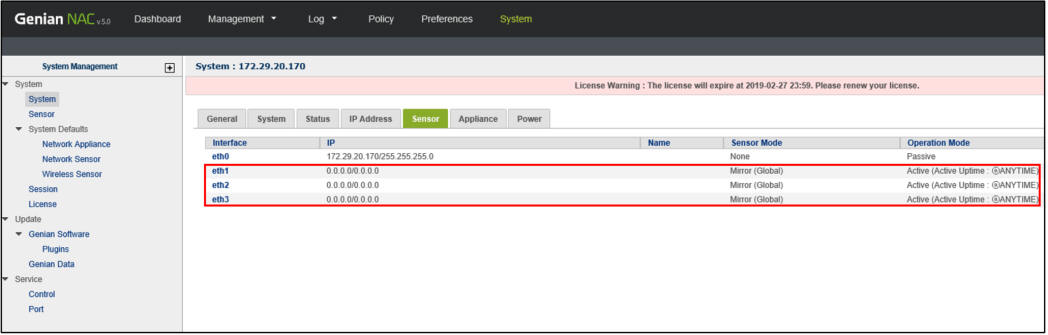 Genian NAC v 5.0 Dashboard Management Log Policy Preferences System
System Management
System : 172.29.20.170
License Warning : The license will expire at 2019-02-27 23:59. Please renew your license.
System
System
Sensor
System Defaults
Network Appliance
Network Sensor
Wireless Sensor
Session
License
Update
Genian Software
Plugins
Genian Data
Service
Control
Port
General System Status IP Address Sensor Appliance Power
Interface IP Name Sensor Mode Operation Mode
eth0 172.29.20.170/255.255.255.0 None Passive
eth1 0.0.0.0/0.0.0.0 Mirror (Global) Active (Active Uptime : ⓐANYTIME)
eth2 0.0.0.0/0.0.0.0 Mirror (Global) Active (Active Uptime : ⓐANYTIME)
eth3 0.0.0.0/0.0.0.0 Mirror (Global) Active (Active Uptime : ⓐANYTIME)